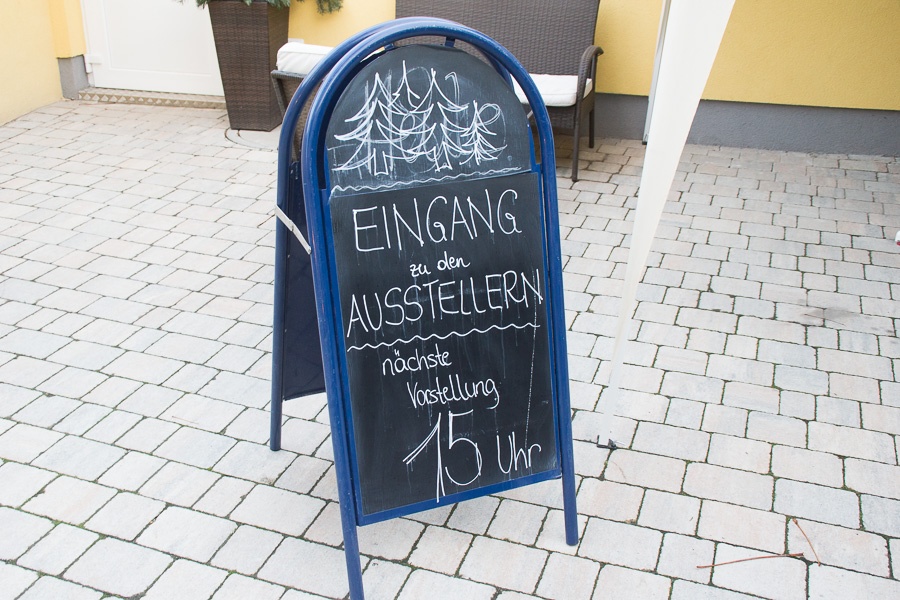 EINGANG
zu den
AUSSTELLERN
nächste
Vorstellung
15 Uhr